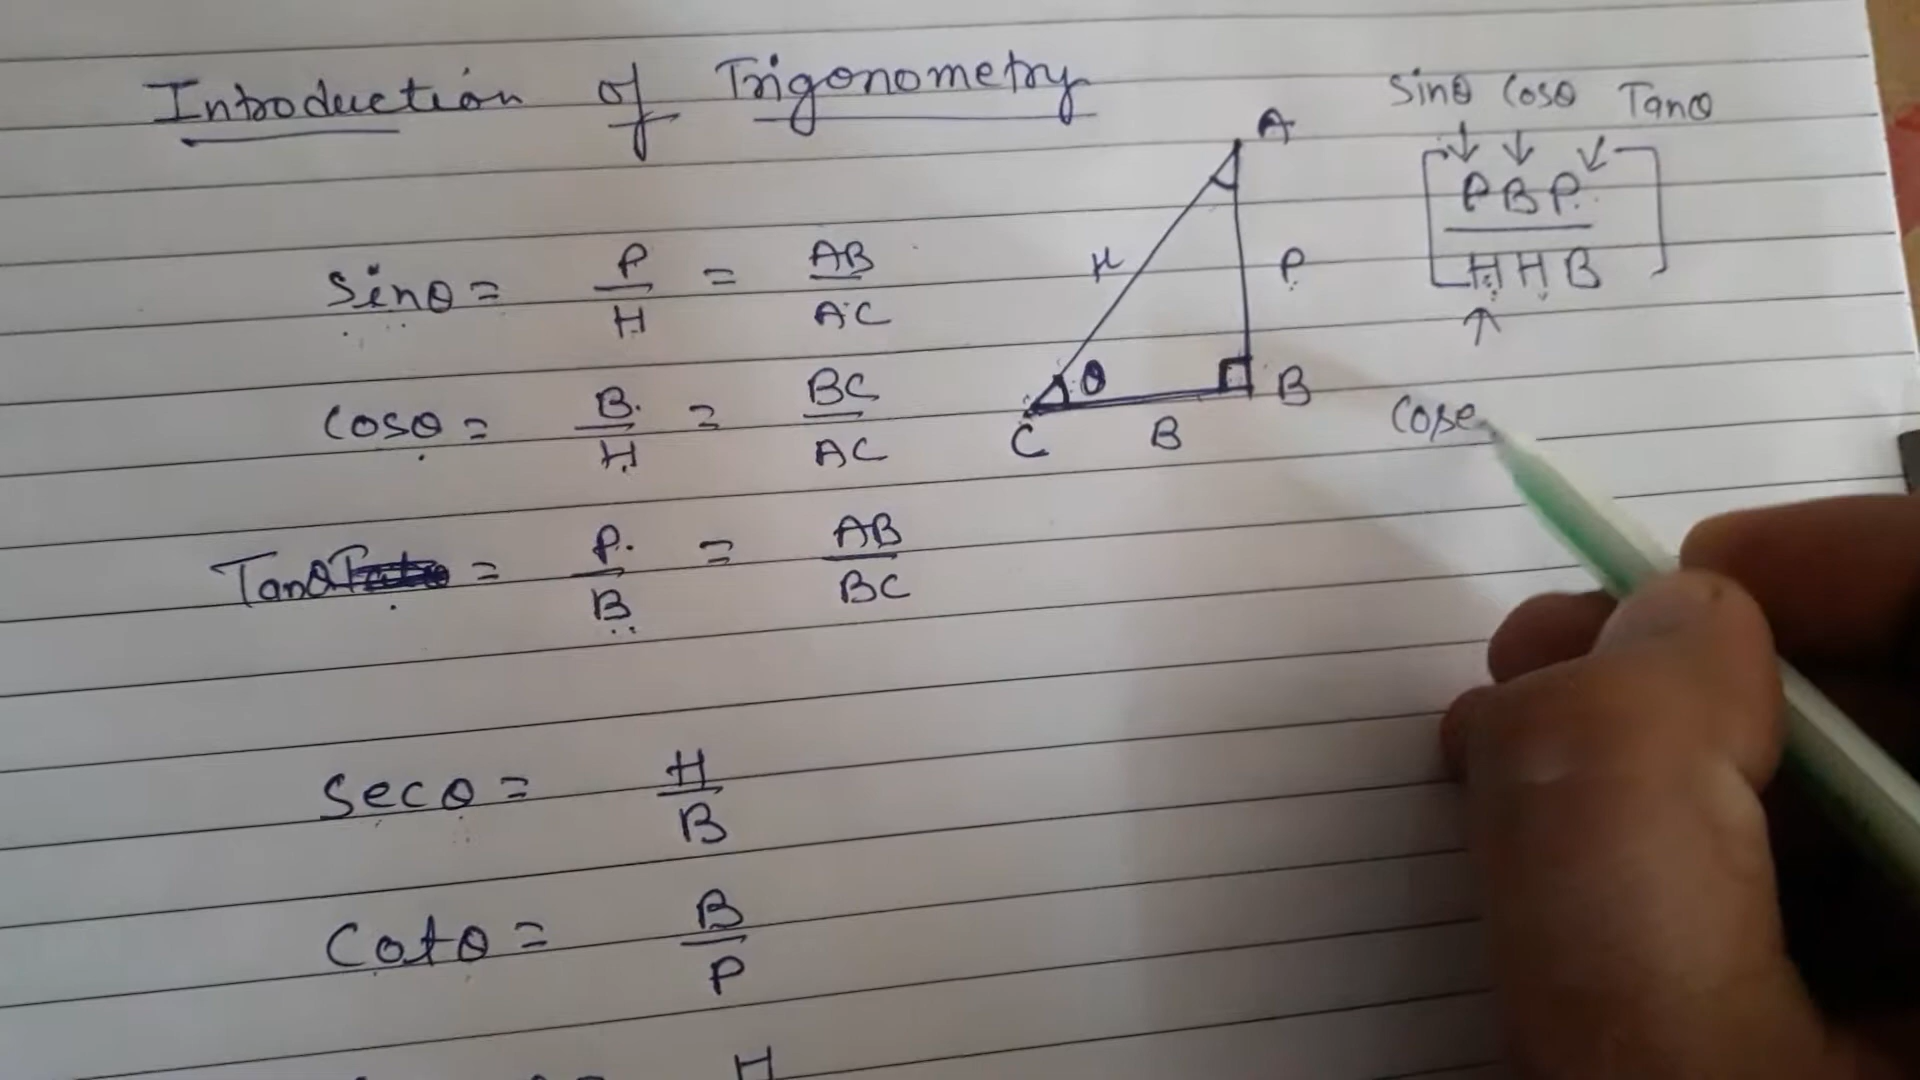 Introduction of Trigonometry
Sinθ = P/H = AB/AC
Cosθ = B/H = BC/AC
Tanθ = P/B = AB/BC
Secθ = H/B
Cotθ = B/P
H
A
H
P
θ
B
C
B
Sinθ Cosθ Tanθ
P B P
H H B
Cose